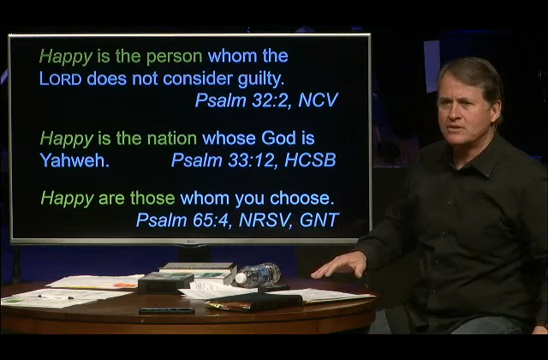 Happy is the person whom the
LORD does not consider guilty.
Psalm 32:2, NCV
Happy is the nation whose God is
Yahweh. Psalm 33:12, HCSB
Happy are those whom you choose.
Psalm 65:4, NRSV, GNT